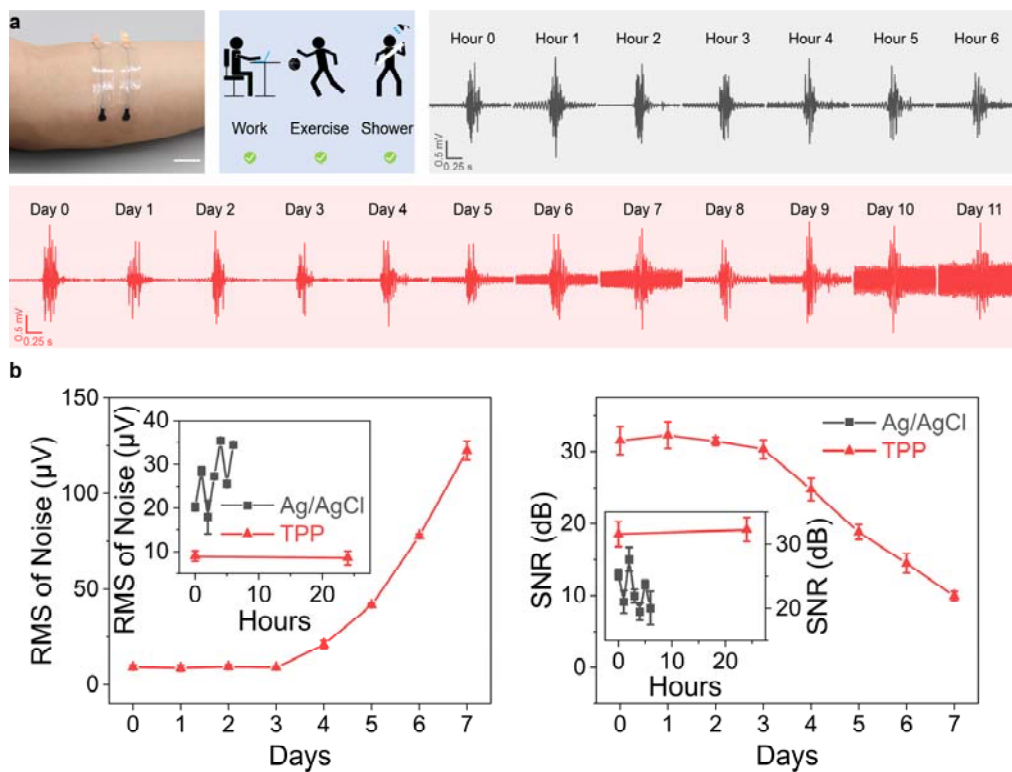 a
Work Exercise Shower
Hour 0 Hour 1 Hour 2 Hour 3 Hour 4 Hour 5 Hour 6
0.5 mV
0.25 s
Day 0 Day 1 Day 2 Day 3 Day 4 Day 5 Day 6 Day 7 Day 8 Day 9 Day 10 Day 11
0.5 mV
0.25 s
b
RMS of Noise (µV)
150
100
50
0
0 1 2 3 4 5 6 7
Days
RMS of Noise (µV)
40
30
20
10
0 10 20
Hours
Ag/AgCl
TPP
SNR (dB)
30
20
10
0
0 1 2 3 4 5 6 7
Days
Ag/AgCl
TPP
SNR (dB)
30
20
0 10 20
Hours